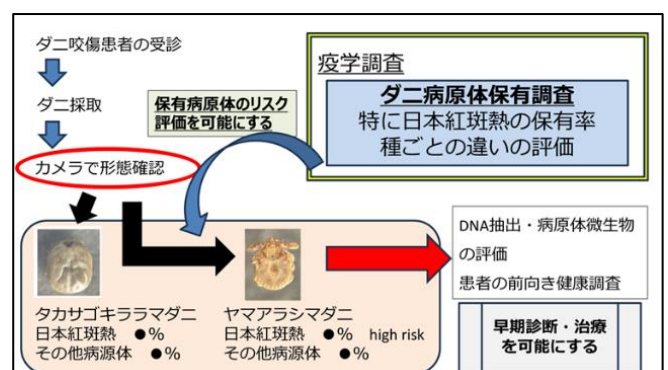 ダニ咬傷患者の受診
ダニ採取
カメラで形態確認
保有病原体のリスク
評価を可能にする
疫学調査
ダニ病原体保有調査
特に日本紅斑熱の保有率
種ごとの違いの評価
タカサゴキララマダニ
日本紅斑熱 ●%
その他病源体 ●%
ヤマアラシマダニ
日本紅斑熱 ●% high risk
その他病源体 ●%
DNA抽出・病原体微生物
の評価
患者の前向き健康調査
早期診断・治療
を可能にする